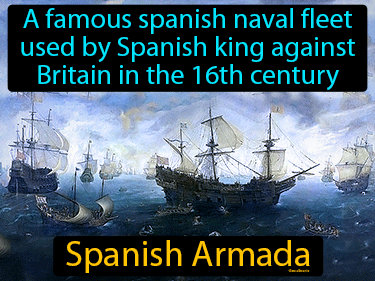 A famous spanish naval fleet
used by Spanish king against
Britain in the 16th century
Spanish Armada